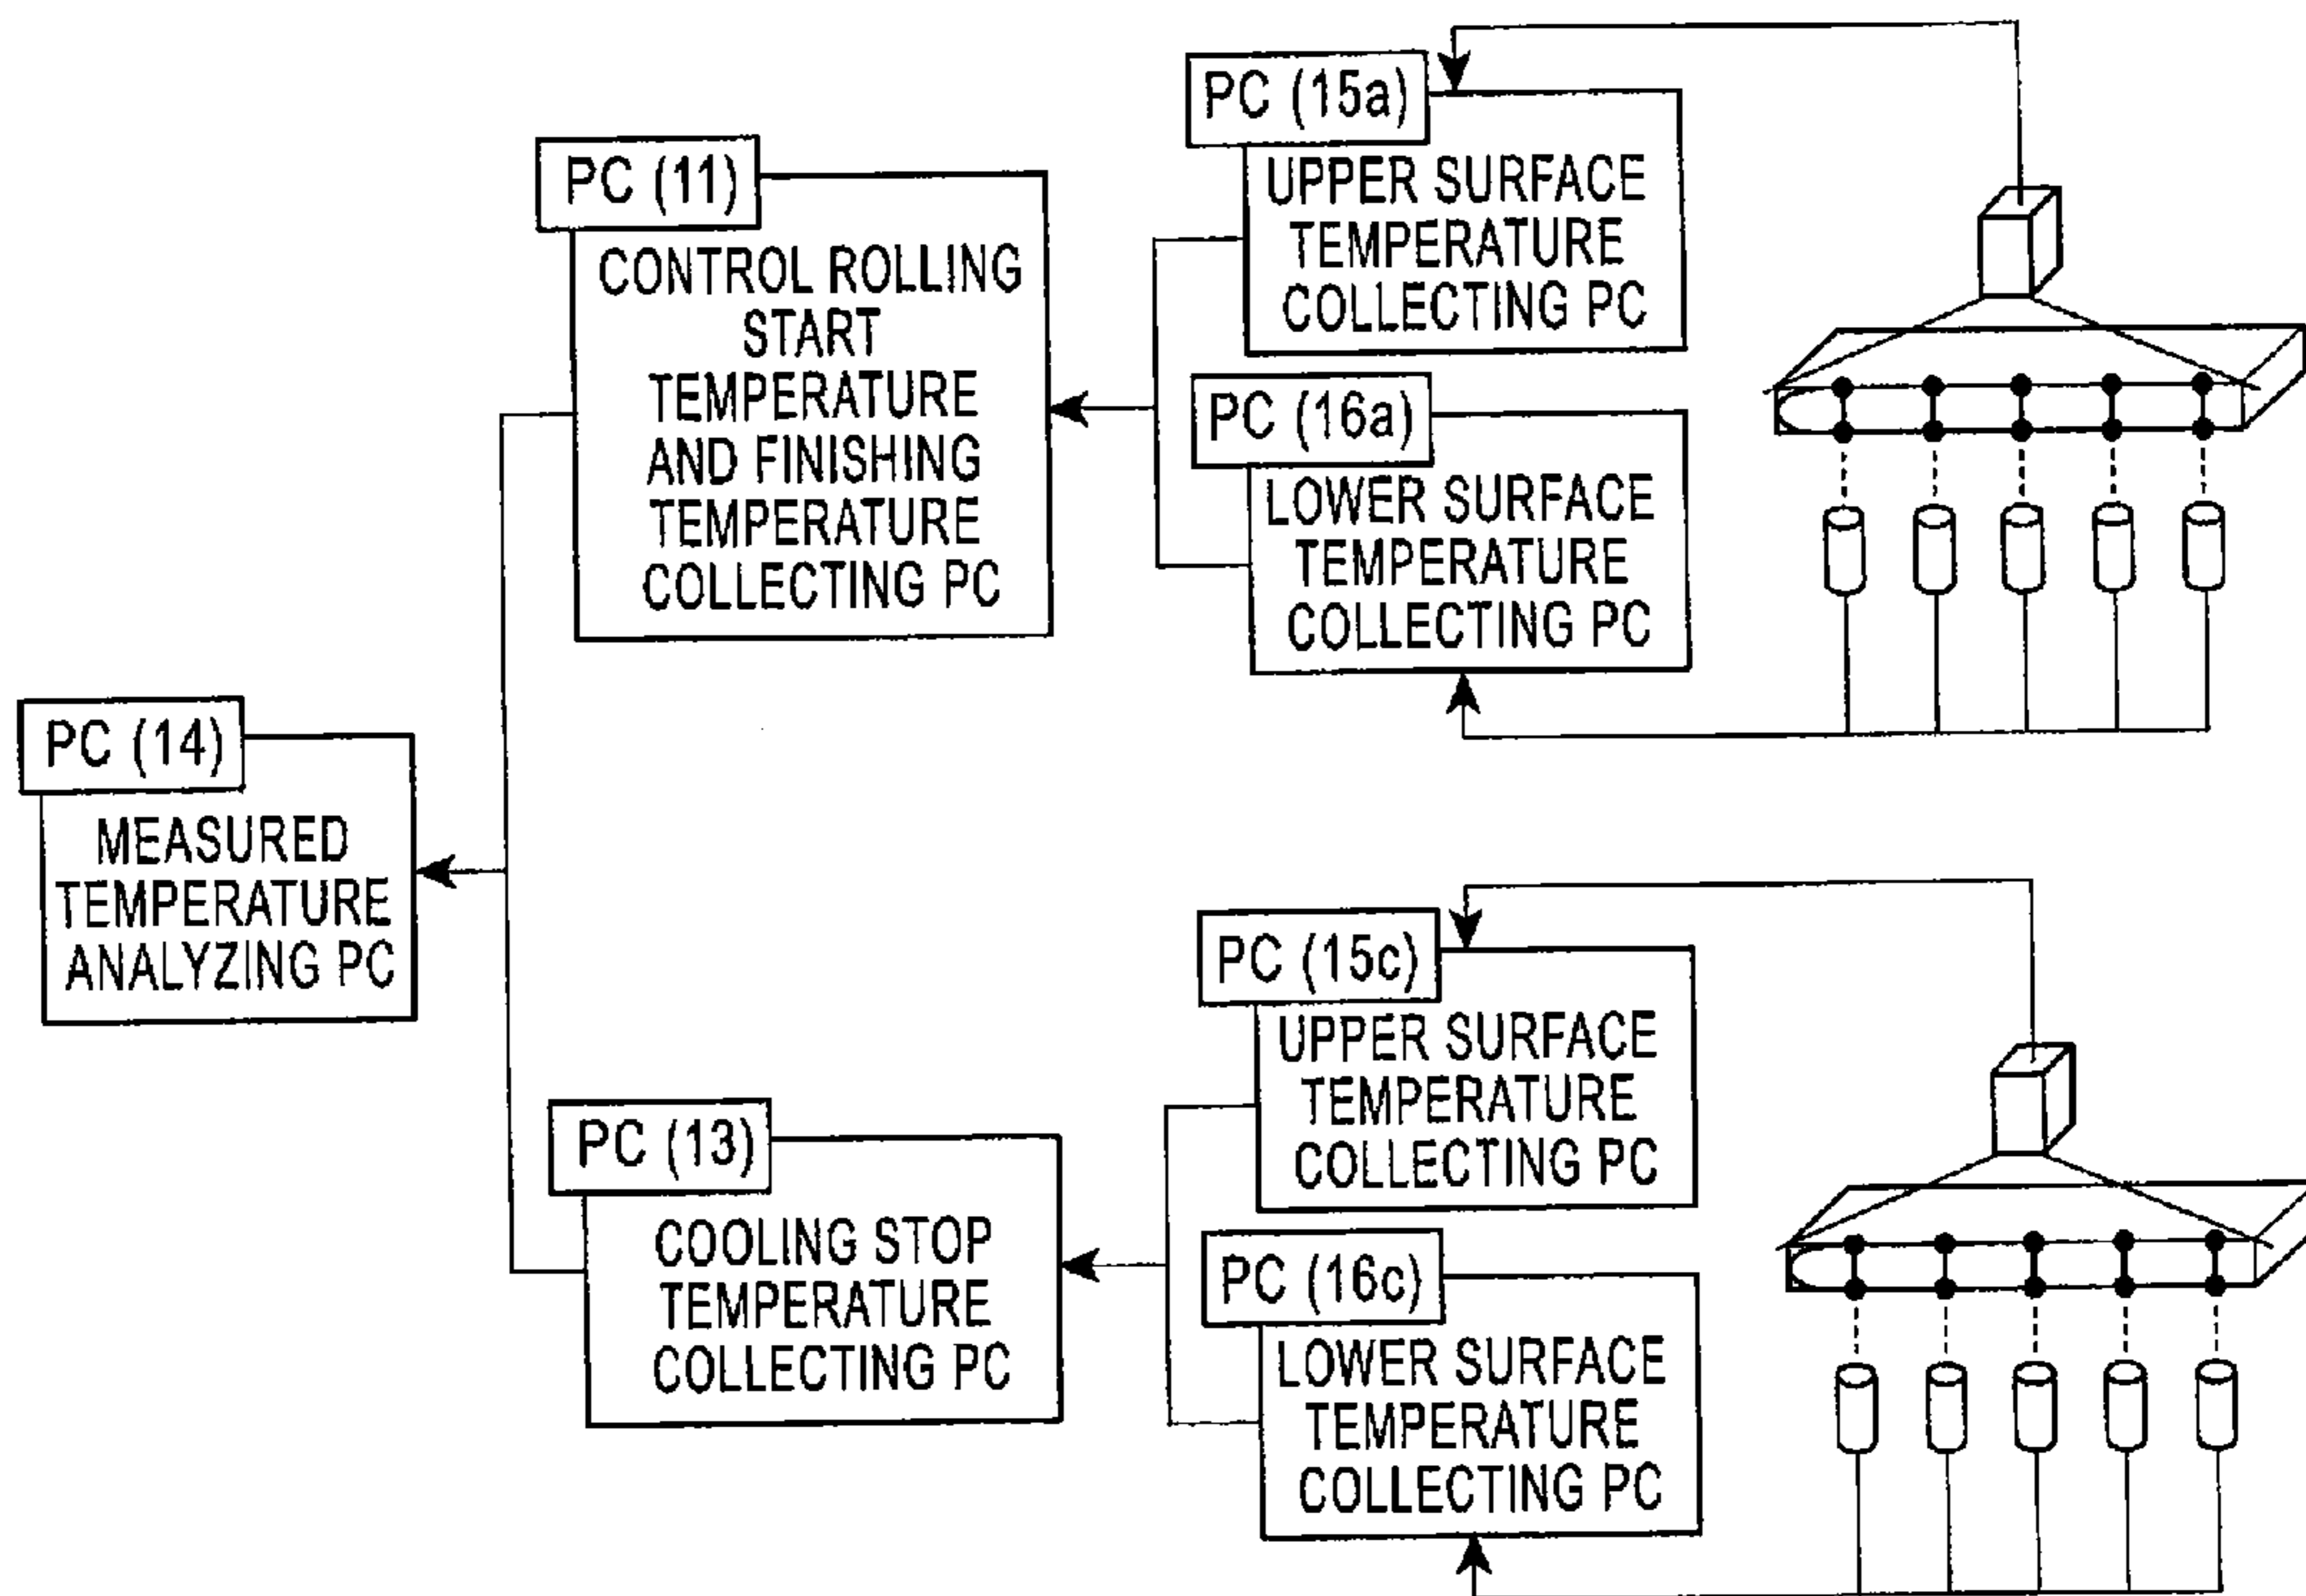 PC (15a)
UPPER SURFACE
TEMPERATURE
COLLECTING PC
PC (11)
CONTROL ROLLING
START
TEMPERATURE
AND FINISHING
TEMPERATURE
COLLECTING PC
PC (16a)
LOWER SURFACE
TEMPERATURE
COLLECTING PC
PC (14)
MEASURED
TEMPERATURE
ANALYZING PC
PC (15c)
UPPER SURFACE
TEMPERATURE
COLLECTING PC
PC (13)
COOLING STOP
TEMPERATURE
COLLECTING PC
PC (16c)
LOWER SURFACE
TEMPERATURE
COLLECTING PC